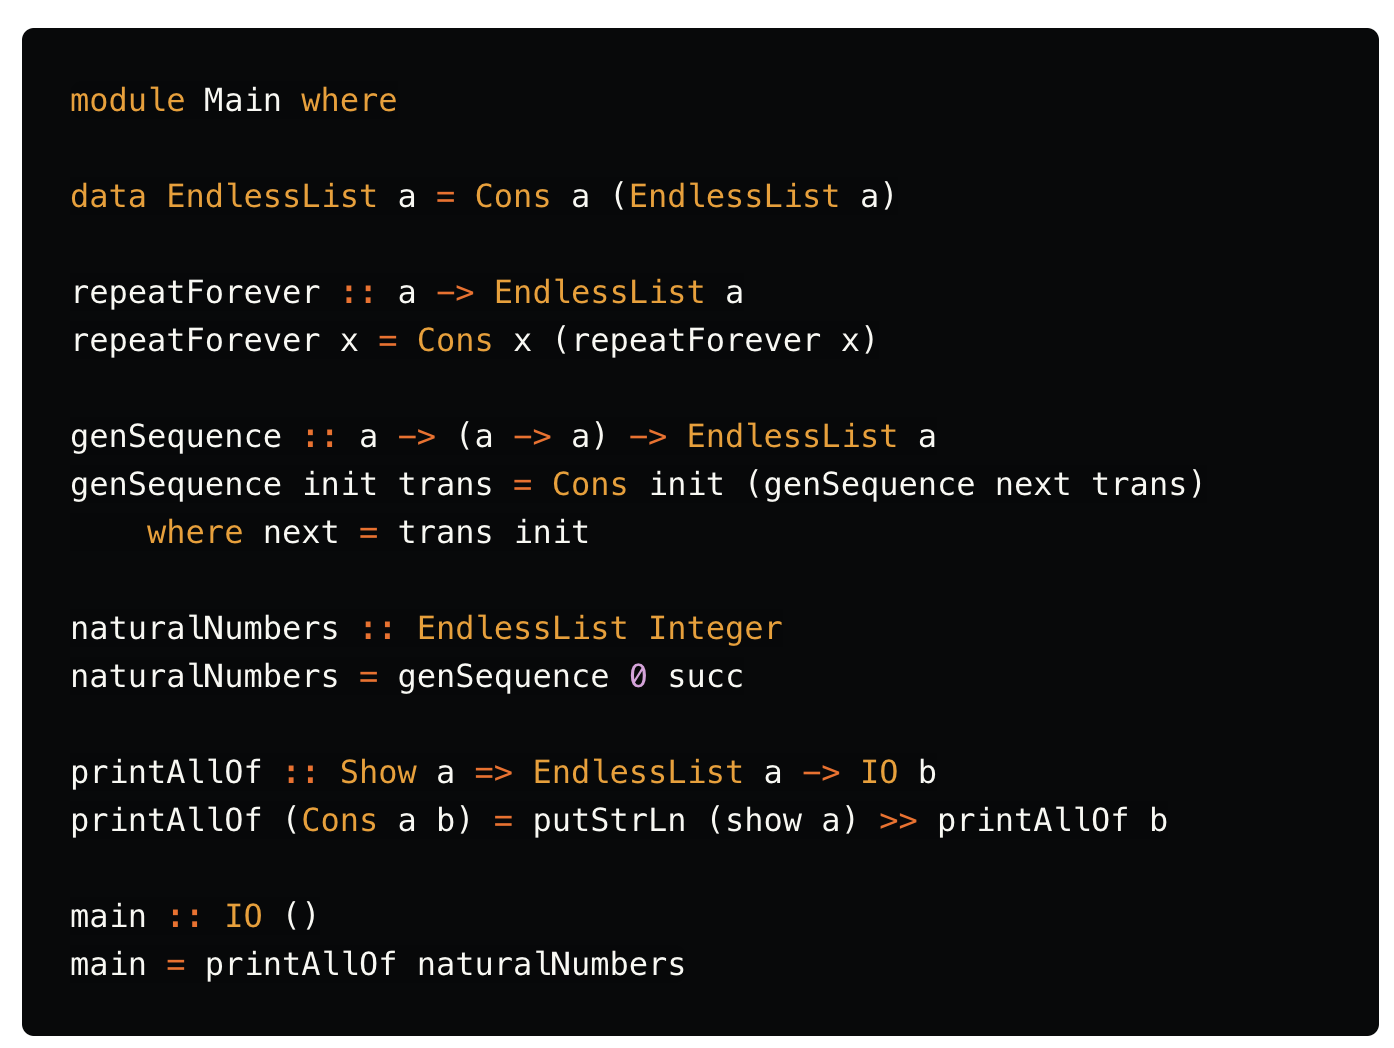 module Main where
data EndlessList a = Cons a (EndlessList a)
repeatForever :: a -> EndlessList a
repeatForever x = Cons x (repeatForever x)
genSequence :: a -> (a -> a) -> EndlessList a
genSequence init trans = Cons init (genSequence next trans)
    where next = trans init
naturalNumbers :: EndlessList Integer
naturalNumbers = genSequence 0 succ
printAllOf :: Show a => EndlessList a -> IO b
printAllOf (Cons a b) = putStrLn (show a) >> printAllOf b
main :: IO ()
main = printAllOf naturalNumbers